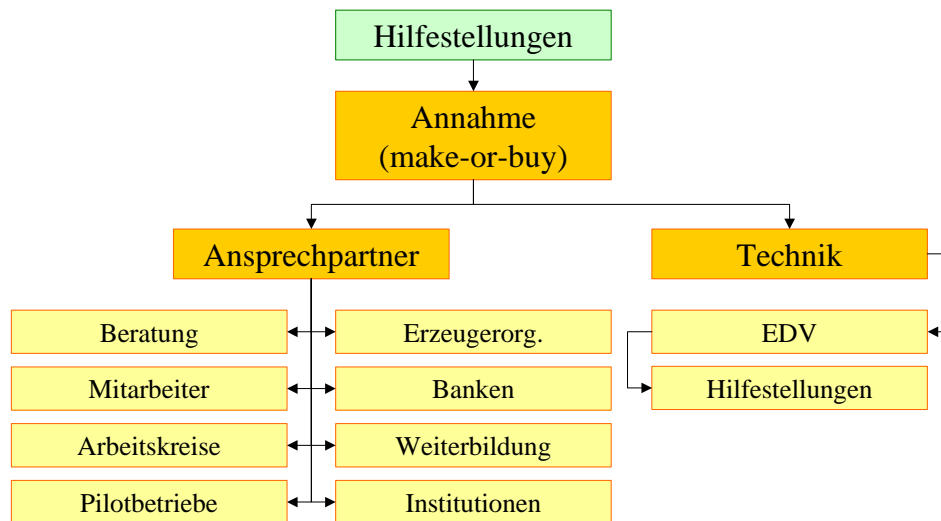 Hilfestellungen
Annahme
(make-or-buy)
Ansprechpartner
Technik
Beratung
Erzeugerorg.
EDV
Mitarbeiter
Banken
Hilfestellungen
Arbeitskreise
Weiterbildung
Pilotbetriebe
Institutionen